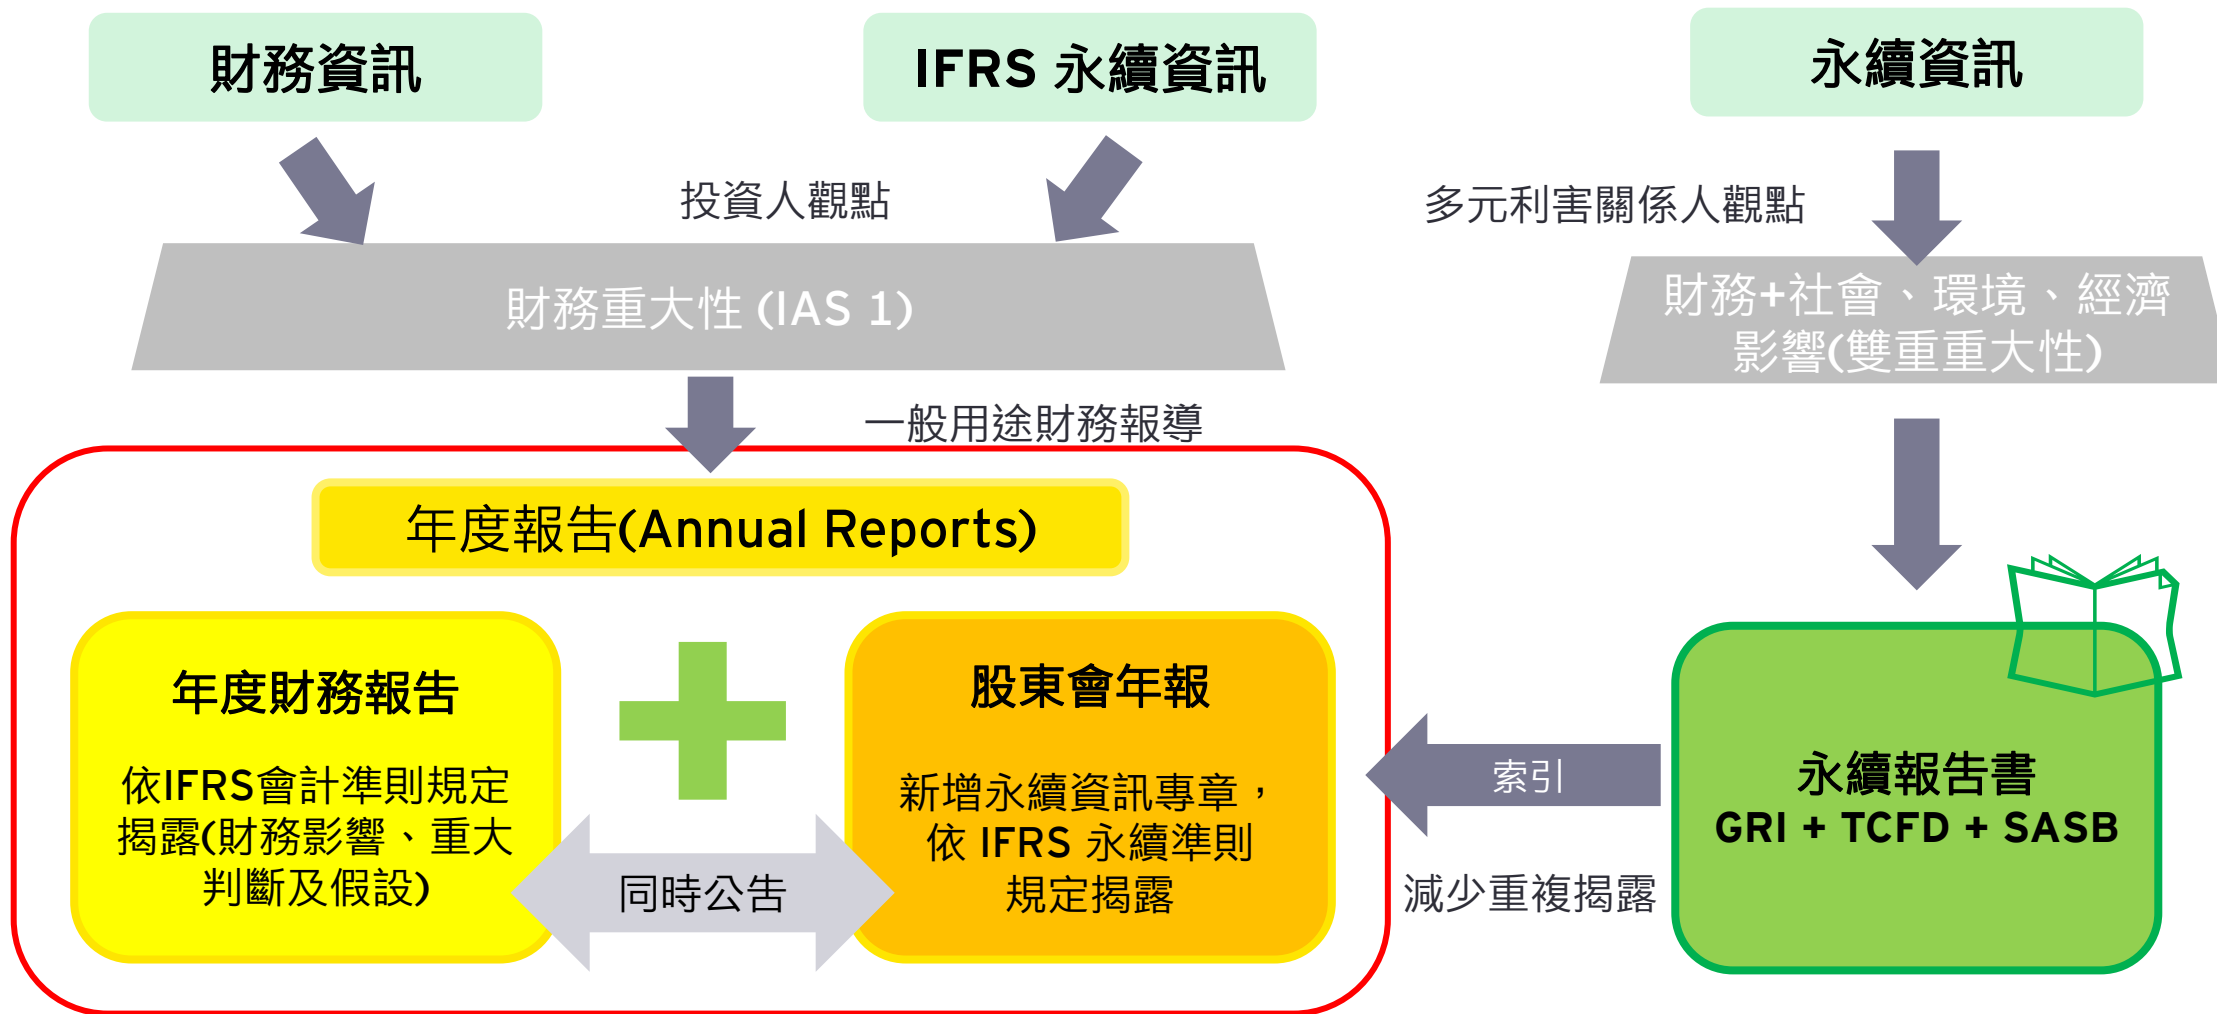 財務資訊
IFRS 永續資訊
永續資訊
投資人觀點
多元利害關係人觀點
財務重大性 (IAS 1)
財務+社會、環境、經濟
影響(雙重重大性)
一般用途財務報導
年度報告(Annual Reports)
年度財務報告
依IFRS會計準則規定
揭露(財務影響、重大
判斷及假設)
股東會年報
新增永續資訊專章，
依 IFRS 永續準則
規定揭露
同時公告
索引
減少重複揭露
永續報告書
GRI + TCFD + SASB